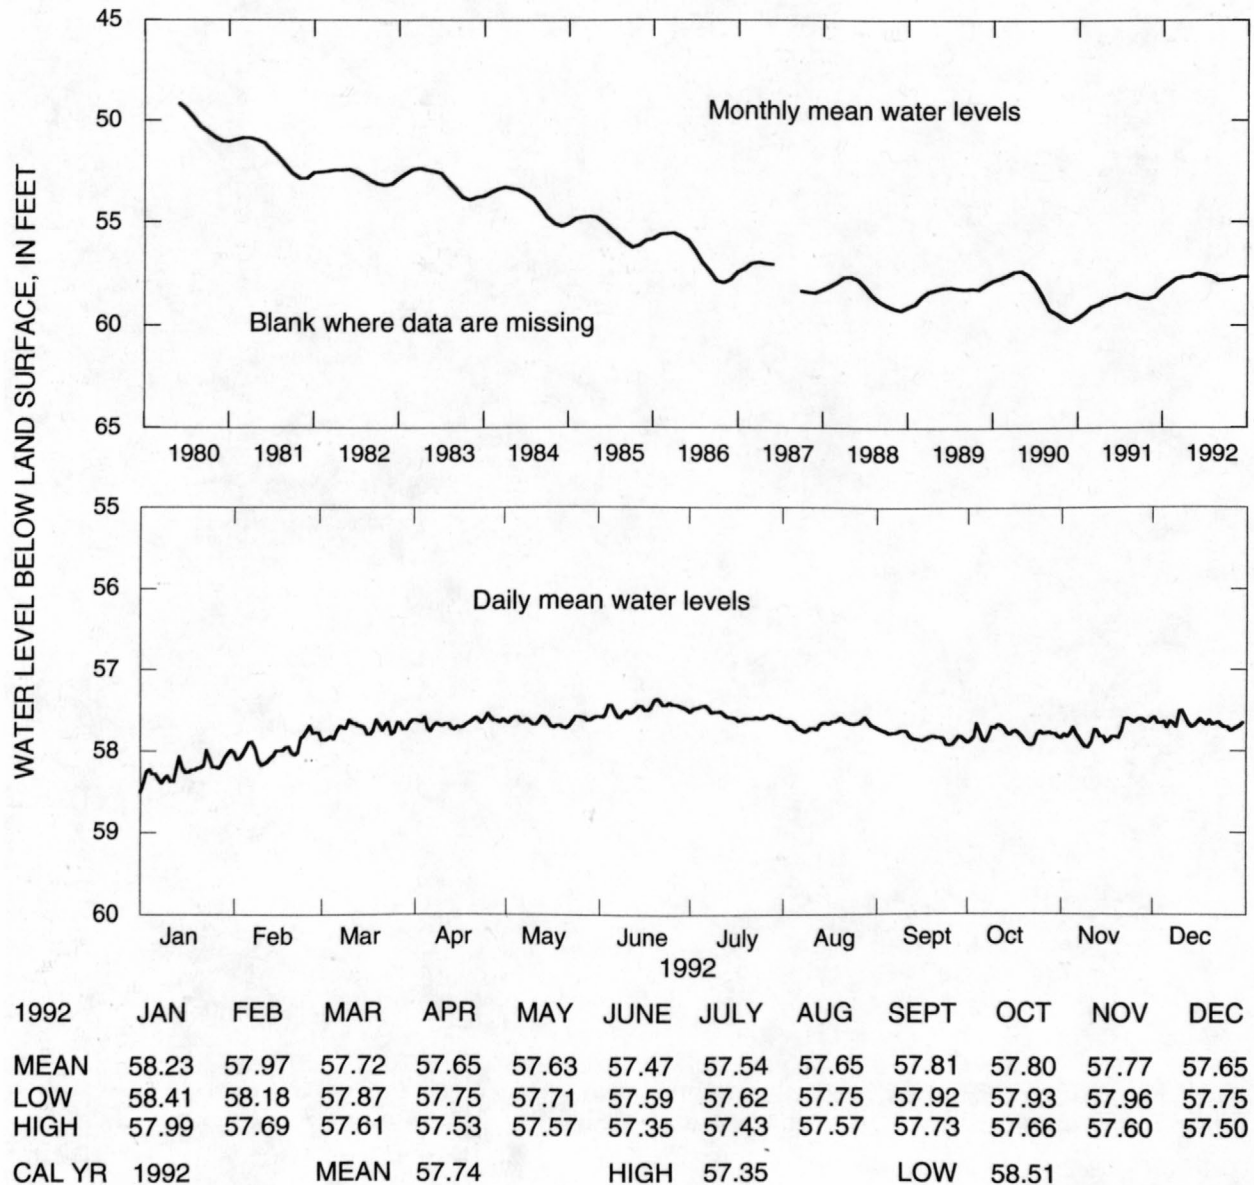 WATER LEVEL BELOW LAND SURFACE, IN FEET
45
50
55
60
65
Monthly mean water levels
Blank where data are missing
1980 1981 1982 1983 1984 1985 1986 1987 1988 1989 1990 1991 1992
55
56
57
58
59
60
Daily mean water levels
Jan Feb Mar Apr May June July Aug Sept Oct Nov Dec
1992
1992 JAN FEB MAR APR MAY JUNE JULY AUG SEPT OCT NOV DEC
MEAN 58.23 57.97 57.72 57.65 57.63 57.47 57.54 57.65 57.81 57.80 57.77 57.65
LOW 58.41 58.18 57.87 57.75 57.71 57.59 57.62 57.75 57.92 57.93 57.96 57.75
HIGH 57.99 57.69 57.61 57.53 57.57 57.35 57.43 57.57 57.73 57.66 57.60 57.50
CAL YR 1992 MEAN 57.74 HIGH 57.35 LOW 58.51